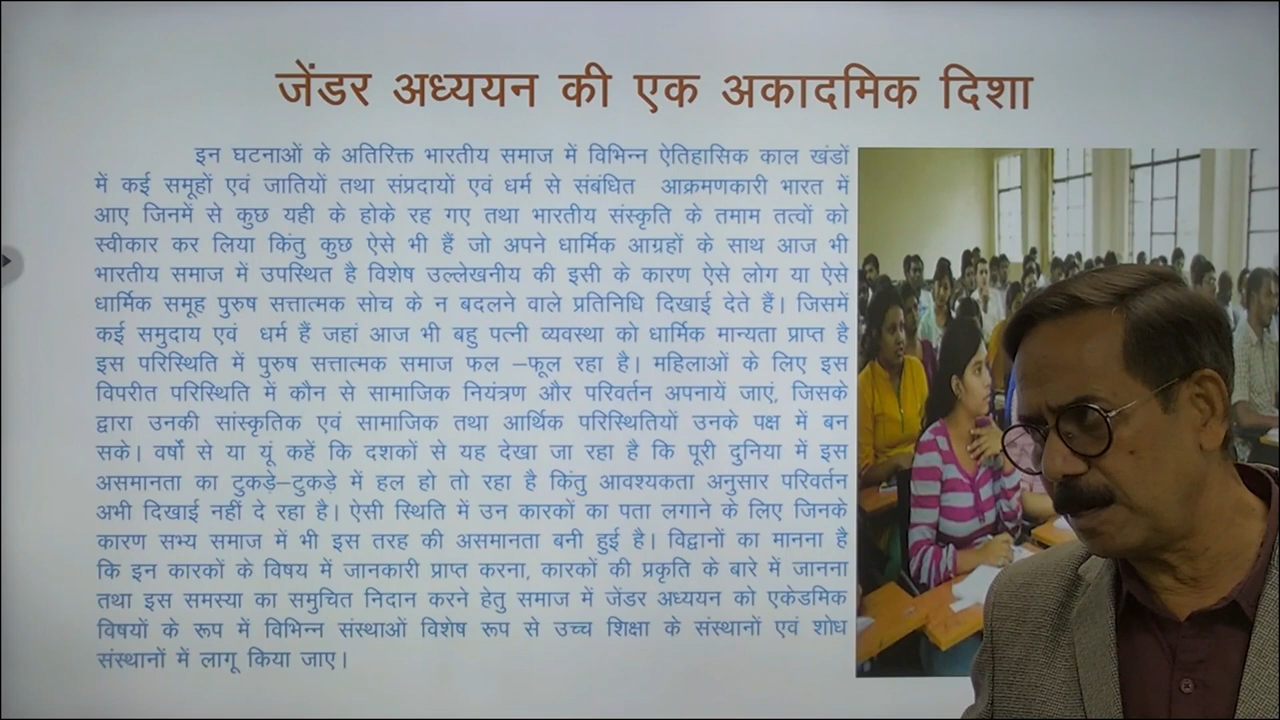 जेंडर अध्ययन की एक अकादमिक दिशा
इन घटनाओं के अतिरिक्त भारतीय समाज में विभिन्न ऐतिहासिक काल खंडों
में कई समूहों एवं जातियों तथा संप्रदायों एवं धर्म से संबंधित आक्रमणकारी भारत में
आए जिनमें से कुछ यही के होके रह गए तथा भारतीय संस्कृति के तमाम तत्वों को
स्वीकार कर लिया किंतु कुछ ऐसे भी हैं जो अपने धार्मिक आग्रहों के साथ आज भी
भारतीय समाज में उपस्थित है विशेष उल्लेखनीय की इसी के कारण ऐसे लोग या ऐसे
धार्मिक समूह पुरुष सत्तात्मक सोच के न बदलने वाले प्रतिनिधि दिखाई देते हैं। जिसमें
कई समुदाय एवं धर्म हैं जहां आज भी बहु पत्नी व्यवस्था को धार्मिक मान्यता प्राप्त है
इस परिस्थिति में पुरुष सत्तात्मक समाज फल –फूल रहा है। महिलाओं के लिए इस
विपरीत परिस्थिति में कौन से सामाजिक नियंत्रण और परिवर्तन अपनायें जाएं, जिसके
द्वारा उनकी सांस्कृतिक एवं सामाजिक तथा आर्थिक परिस्थितियों उनके पक्ष में बन
सके। वर्षों से या यूं कहें कि दशकों से यह देखा जा रहा है कि पूरी दुनिया में इस
असमानता का टुकड़े–टुकड़े में हल हो तो रहा है किंतु आवश्यकता अनुसार परिवर्तन
अभी दिखाई नहीं दे रहा है। ऐसी स्थिति में उन कारकों का पता लगाने के लिए जिनके
कारण सभ्य समाज में भी इस तरह की असमानता बनी हुई है। विद्वानों का मानना है
कि इन कारकों के विषय में जानकारी प्राप्त करना, कारकों की प्रकृति के बारे में जानना
तथा इस समस्या का समुचित निदान करने हेतु समाज में जेंडर अध्ययन को एकेडमिक
विषयों के रूप में विभिन्न संस्थाओं विशेष रूप से उच्च शिक्षा के संस्थानों एवं शोध
संस्थानों में लागू किया जाए।